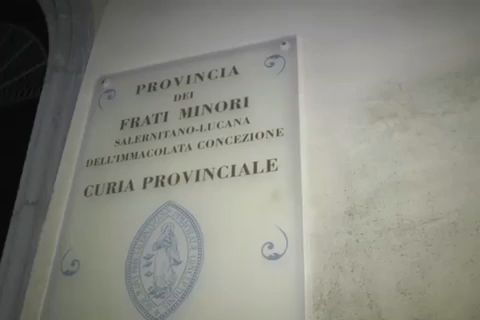 PROVINCIA
DEI
FRATI MINORI
SALERNITANO-LUCANA
DELL'IMMACOLATA CONCEZIONE
CURIA PROVINCIALE